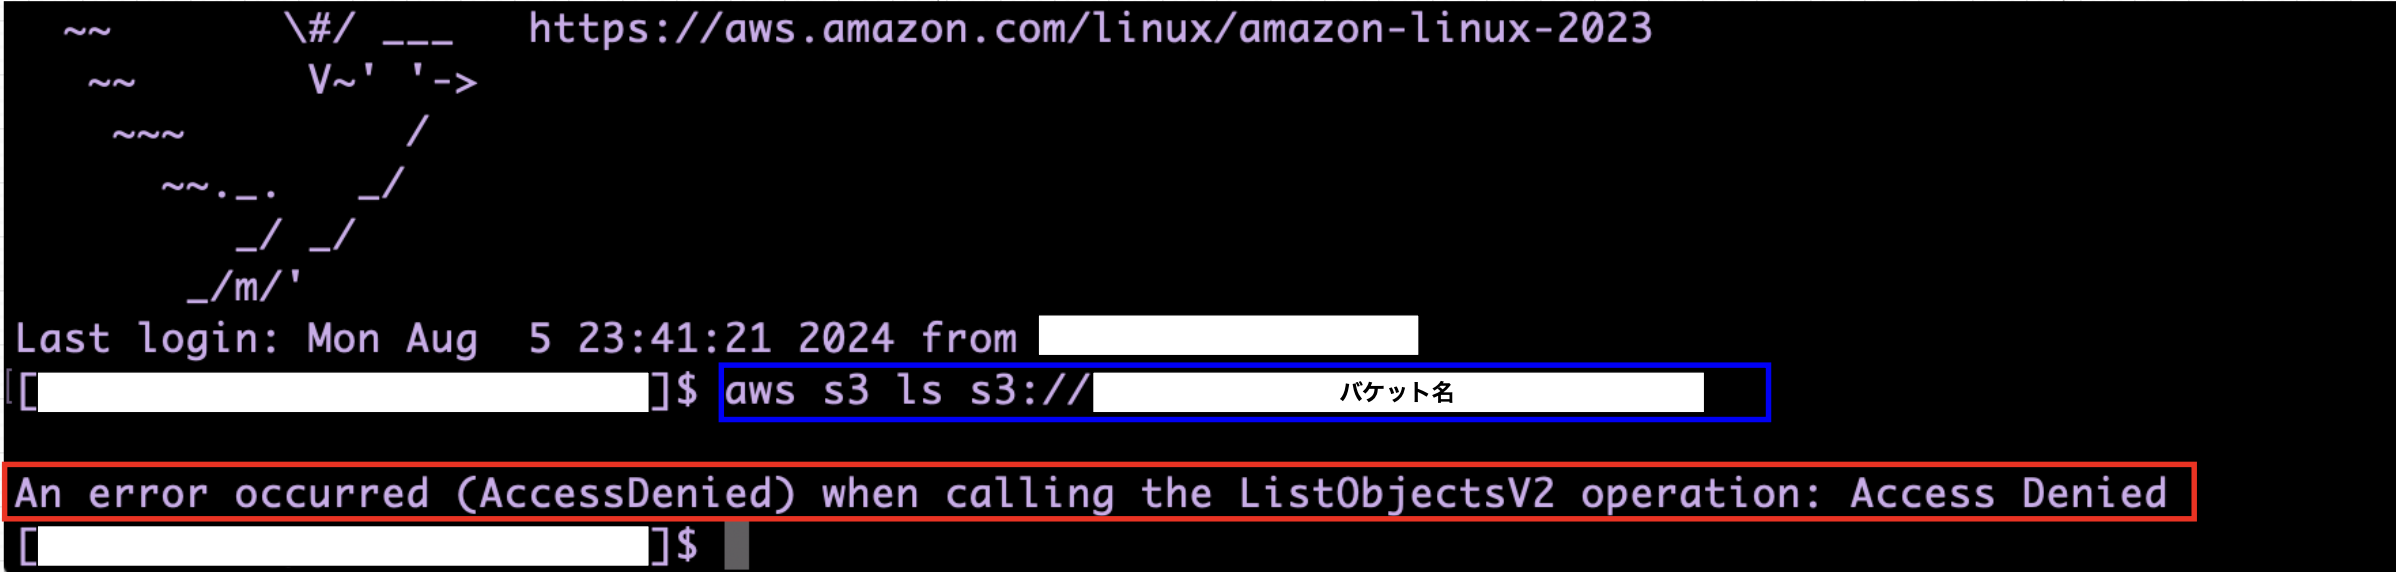 ~~       \#/ ___   https://aws.amazon.com/linux/amazon-linux-2023
~~       V~' '->
~~~         /
~~._.   _/
_/ _/
_/m/'
Last login: Mon Aug  5 23:41:21 2024 from
[ ]$ aws s3 ls s3:// バケット名
An error occurred (AccessDenied) when calling the ListObjectsV2 operation: Access Denied
[ ]$